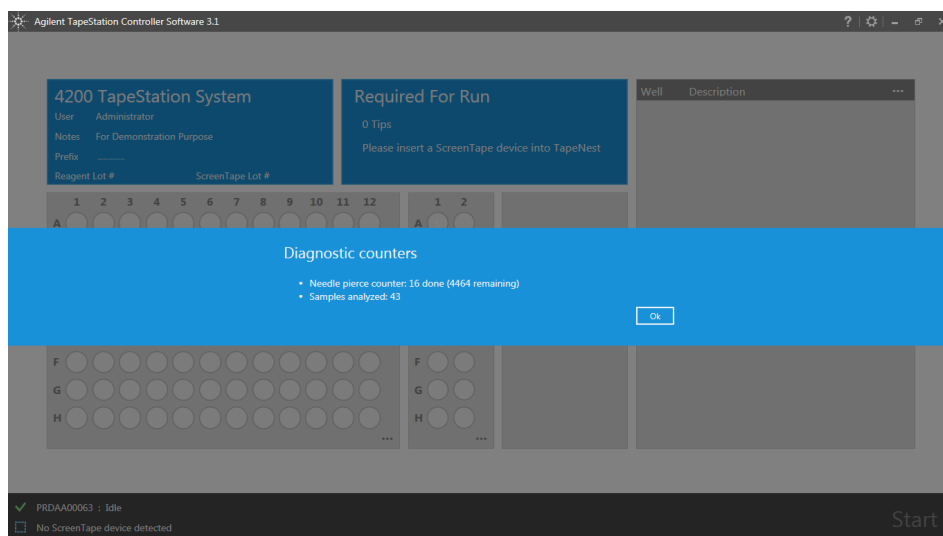 Agilent TapeStation Controller Software 3.1
?
4200 TapeStation System
User Administrator
Notes For Demonstration Purpose
Prefix ............
Reagent Lot # ScreenTape Lot #
Required For Run
0 Tips
Please insert a ScreenTape device into TapeNest
Well Description ...
1 2 3 4 5 6 7 8 9 10 11 12
A
1 2
A
Diagnostic counters
• Needle pierce counter: 16 done (4464 remaining)
• Samples analyzed: 43
Ok
F
G
H
...
F
G
H
...
PRDAA00063 : Idle
No ScreenTape device detected
Start